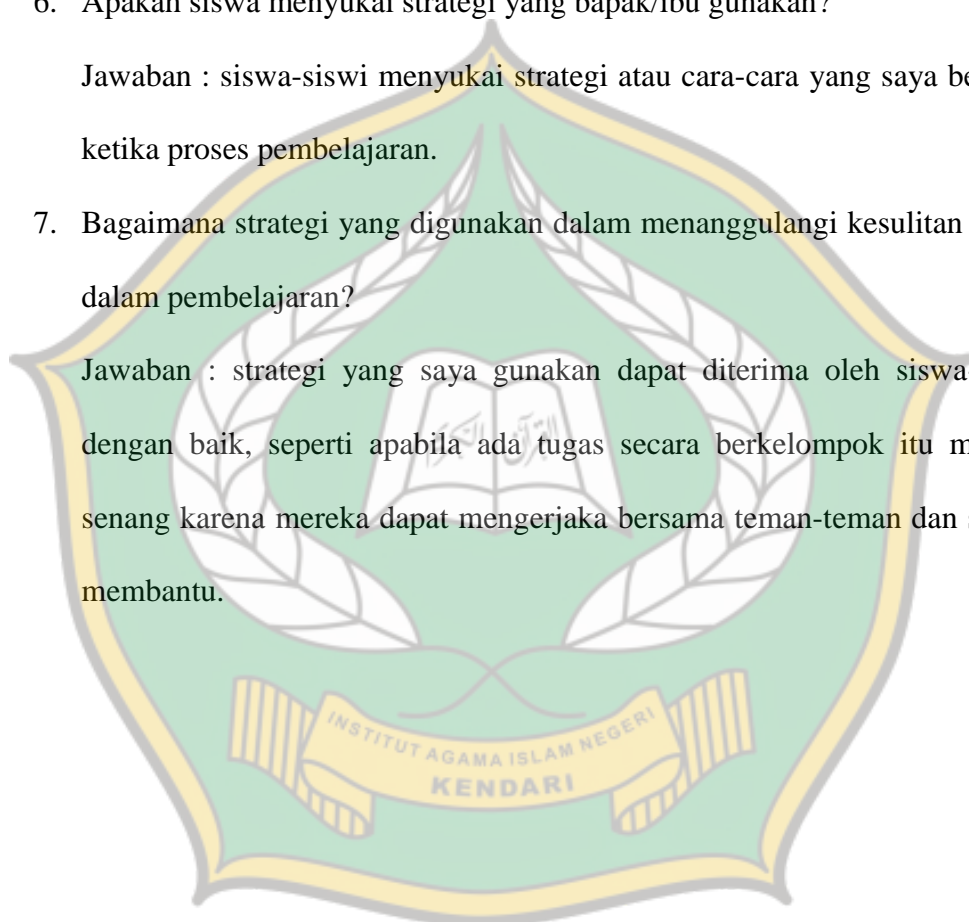 6. Apakah siswa menyukai strategi yang bapak/ibu gunakan?
Jawaban : siswa-siswi menyukai strategi atau cara-cara yang saya
ketika proses pembelajaran.
7. Bagaimana strategi yang digunakan dalam menanggulangi kesulitan
dalam pembelajaran?
Jawaban : strategi yang saya gunakan dapat diterima oleh
dengan baik, seperti apabila ada tugas secara berkelompok itu
senang karena mereka dapat mengerjaka bersama teman-teman dan
membantu.
INSTITUT AGAMA ISLAM NEGERI
KENDARI